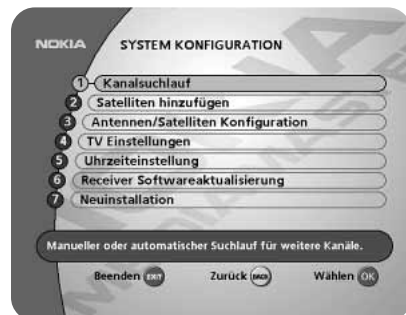 NOKIA SYSTEM KONFIGURATION
1 Kanalsuchlauf
2 Satelliten hinzufügen
3 Antennen/Satelliten Konfiguration
4 TV Einstellungen
5 Uhrzeiteinstellung
6 Receiver Softwareaktualisierung
7 Neuinstallation
Manueller oder automatischer Suchlauf für weitere Kanäle.
Beenden EXIT Zurück BACK Wählen OK